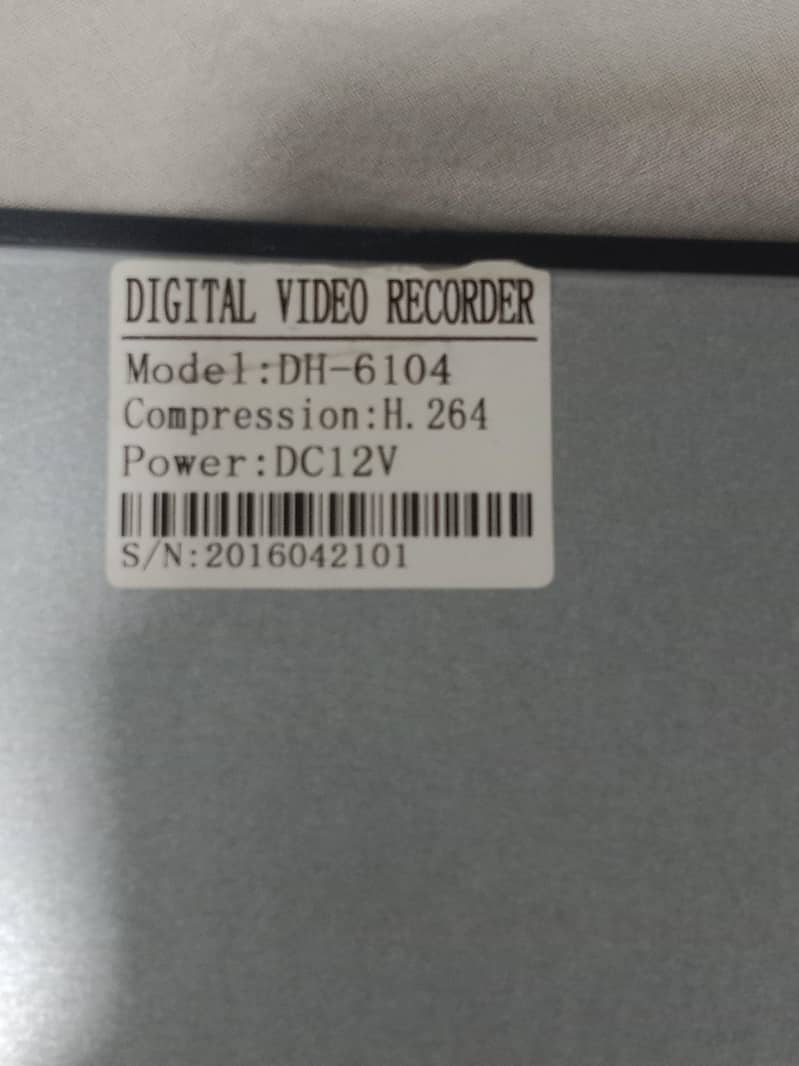 DIGITAL VIDEO RECORDER
Model:DH-6104
Compression:H.264
Power:DC12V
S/N:2016042101